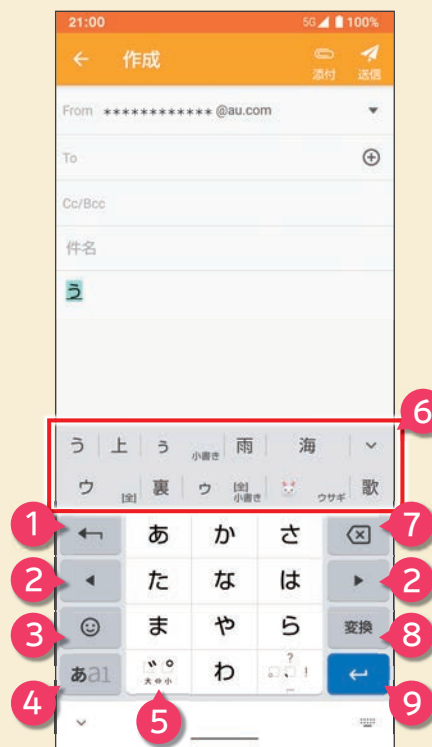 21:00 5G 100%
作成 添付 送信
From ************@au.com
To
Cc/Bcc
件名
う
6
う 上 ぅ 小書き 雨 海
ウ [全] 裏 ゥ [全]小書き ウサギ 歌
1 あ か さ 7
2 た な は 2
3 ま や ら 変換 8
4 あa1 ゛゜大⇔小 わ 、。?!… 9
5